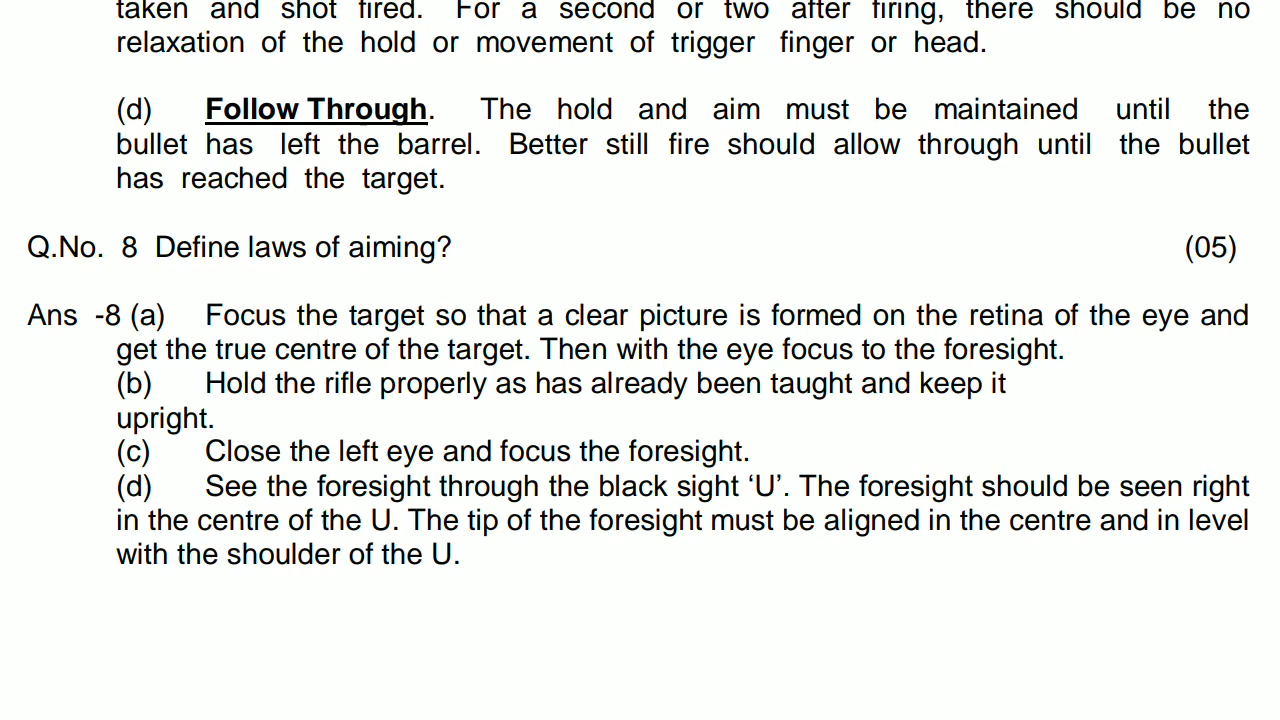 taken and shot fired. For a second or two after firing, there should be no
relaxation of the hold or movement of trigger finger or head.
(d) Follow Through. The hold and aim must be maintained until the
bullet has left the barrel. Better still fire should allow through until the bullet
has reached the target.
Q.No. 8 Define laws of aiming? (05)
Ans -8 (a) Focus the target so that a clear picture is formed on the retina of the eye and
get the true centre of the target. Then with the eye focus to the foresight.
(b) Hold the rifle properly as has already been taught and keep it
upright.
(c) Close the left eye and focus the foresight.
(d) See the foresight through the black sight ‘U’. The foresight should be seen right
in the centre of the U. The tip of the foresight must be aligned in the centre and in level
with the shoulder of the U.